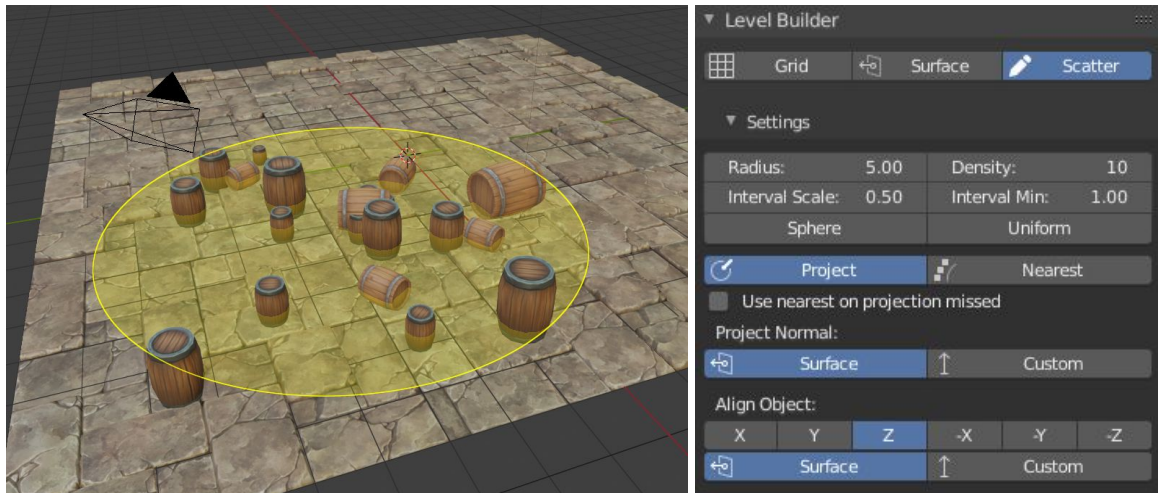 Level Builder
Grid Surface Scatter
Settings
Radius: 5.00 Density: 10
Interval Scale: 0.50 Interval Min: 1.00
Sphere Uniform
Project Nearest
Use nearest on projection missed
Project Normal:
Surface Custom
Align Object:
X Y Z -X -Y -Z
Surface Custom